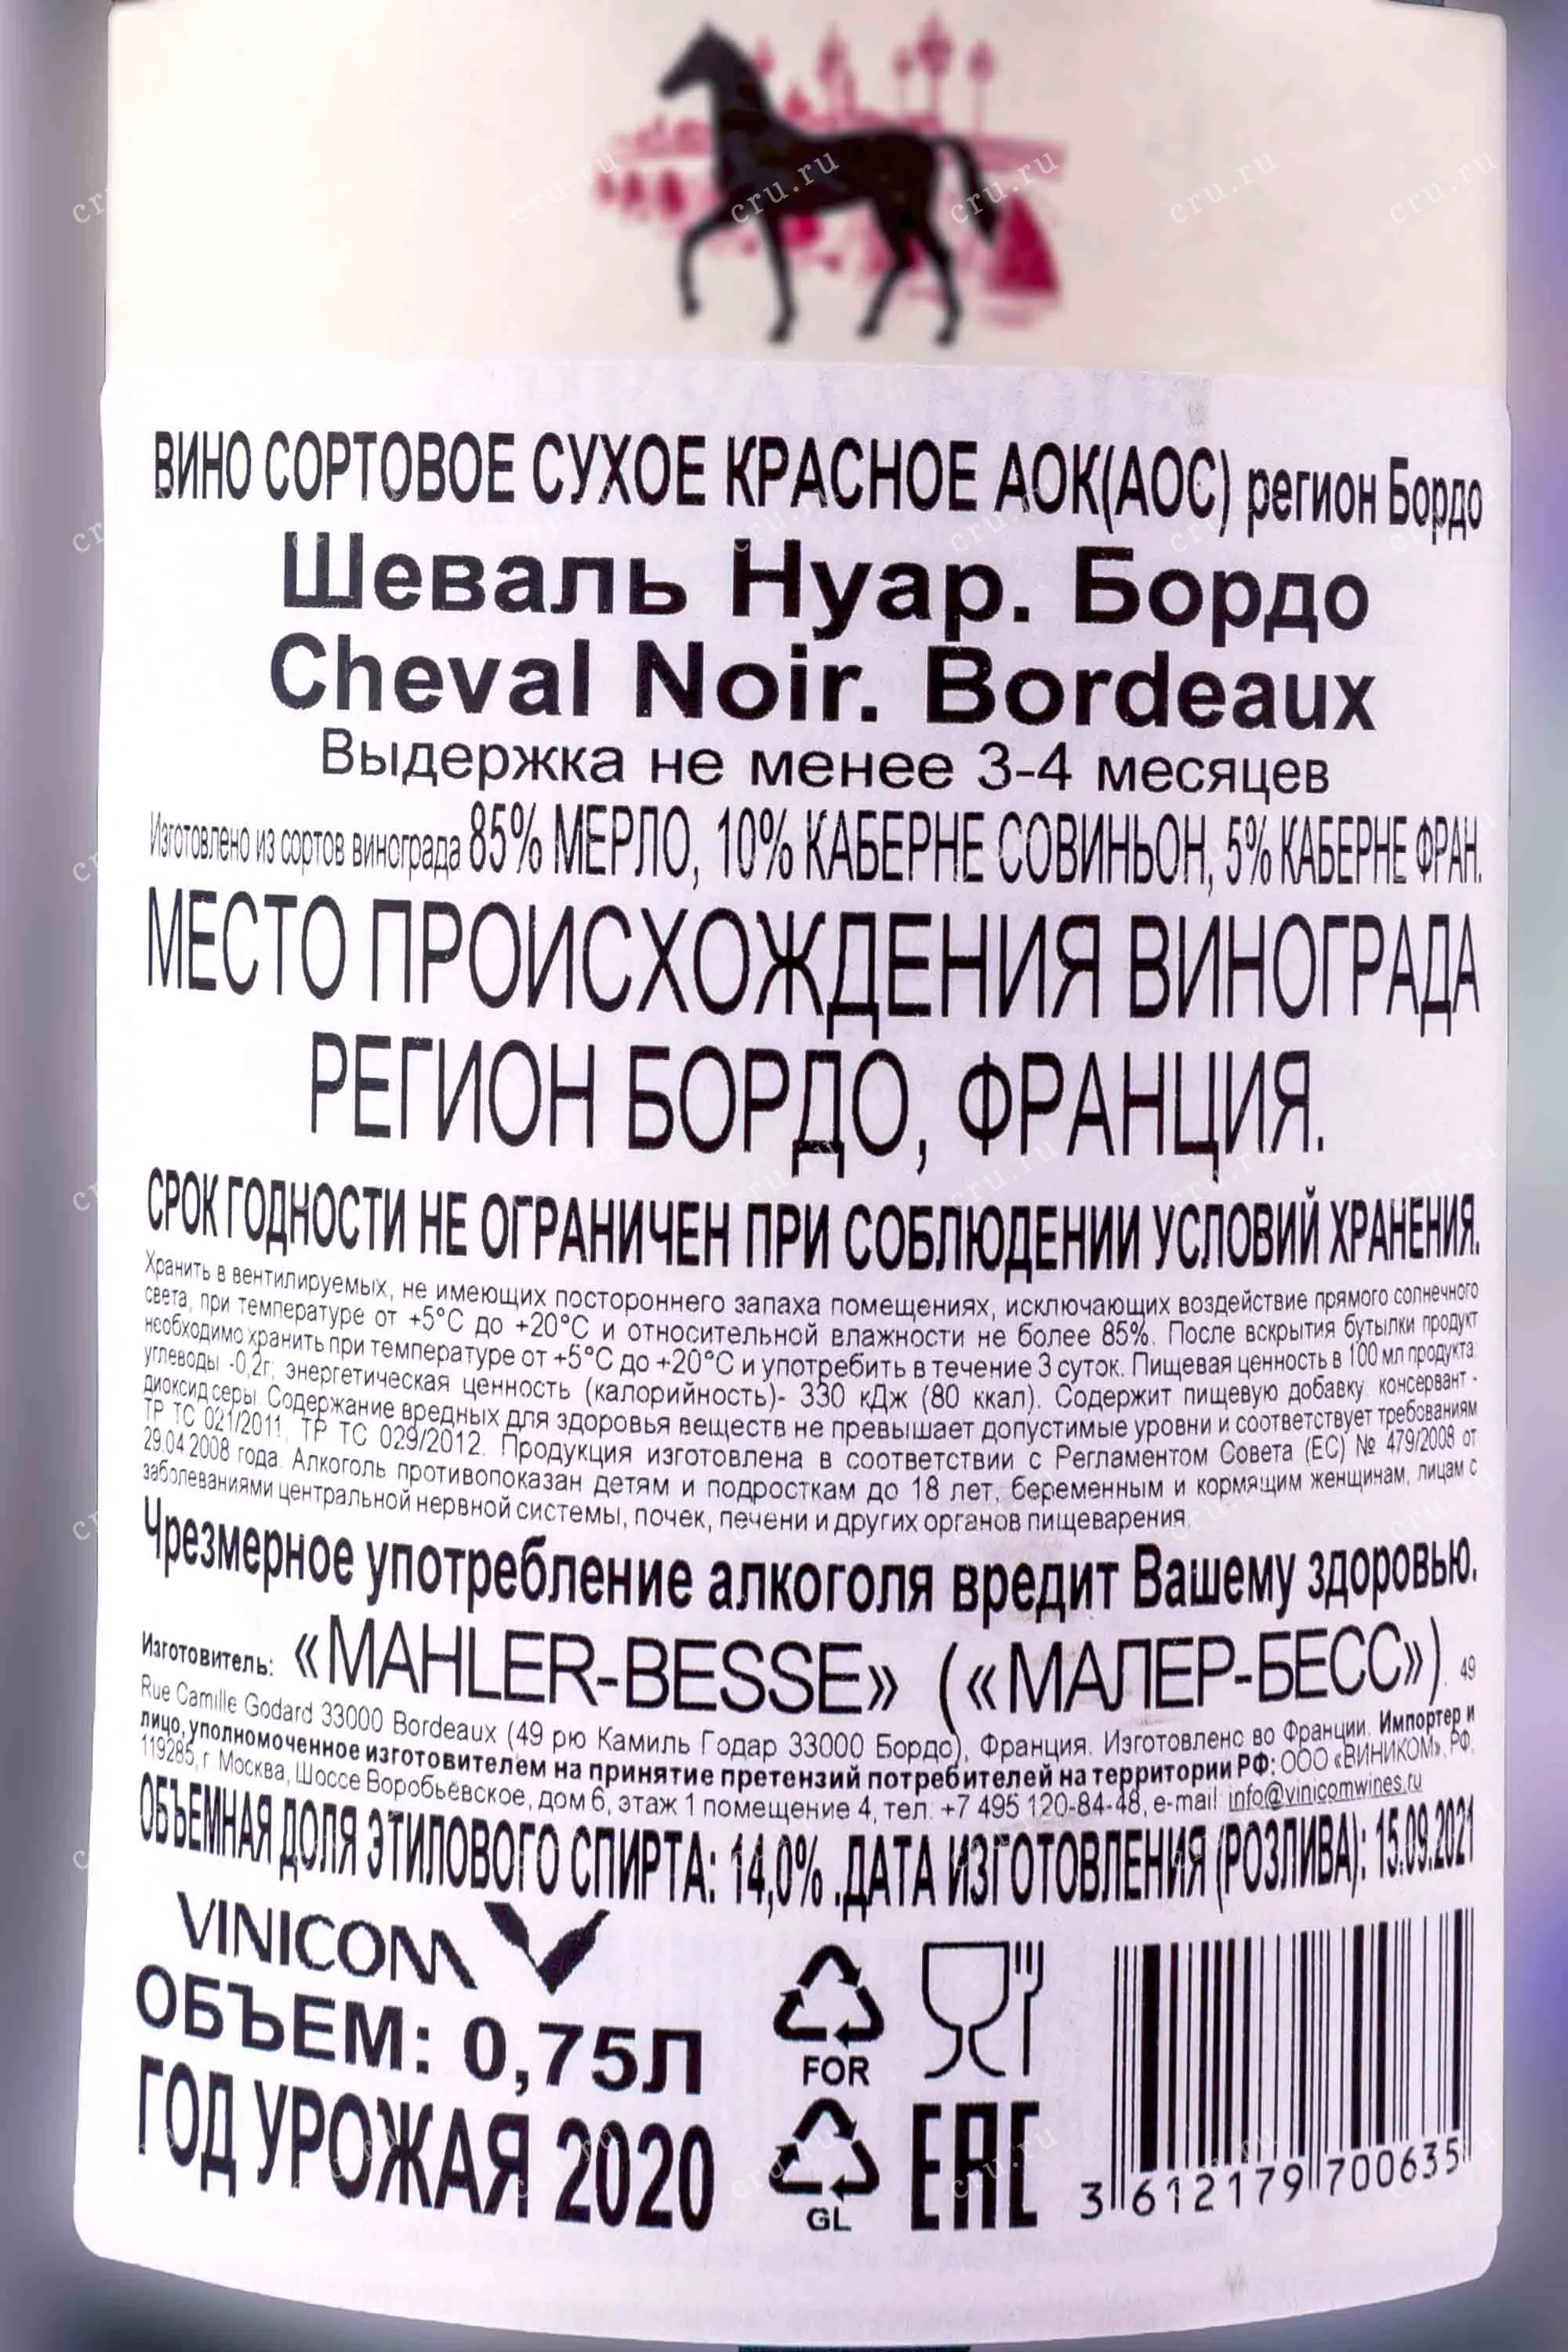 ВИНО СОРТОВОЕ СУХОЕ КРАСНОЕ АОК(АОС) регион Бордо
Шеваль Нуар. Бордо
Cheval Noir. Bordeaux
Выдержка не менее 3-4 месяцев
Изготовлено из сортов винограда 85% МЕРЛО, 10% КАБЕРНЕ СОВИНЬОН, 5% КАБЕРНЕ ФРАН.
МЕСТО ПРОИСХОЖДЕНИЯ ВИНОГРАДА
РЕГИОН БОРДО, ФРАНЦИЯ.
СРОК ГОДНОСТИ НЕ ОГРАНИЧЕН ПРИ СОБЛЮДЕНИИ УСЛОВИЙ ХРАНЕНИЯ.
Хранить в вентилируемых, не имеющих постороннего запаха помещениях, исключающих воздействие прямого солнечного
света, при температуре от +5°С до +20°С и относительной влажности не более 85%. После вскрытия бутылки продукт
необходимо хранить при температуре от +5°С до +20°С и употребить в течение 3 суток. Пищевая ценность в 100 мл продукта:
углеводы -0,2г; энергетическая ценность (калорийность)- 330 кДж (80 ккал). Содержит пищевую добавку: консервант -
диоксид серы. Содержание вредных для здоровья веществ не превышает допустимые уровни и соответствует требованиям
ТР ТС 021/2011, ТР ТС 029/2012. Продукция изготовлена в соответствии с Регламентом Совета (ЕС) № 479/2008 от
29.04.2008 года. Алкоголь противопоказан детям и подросткам до 18 лет, беременным и кормящим женщинам, лицам с
заболеваниями центральной нервной системы, почек, печени и других органов пищеварения.
Чрезмерное употребление алкоголя вредит Вашему здоровью.
Изготовитель: «MAHLER-BESSE» («МАЛЕР-БЕСС»). 49
Rue Camille Godard 33000 Bordeaux (49 рю Камиль Годар 33000 Бордо), Франция. Изготовлено во Франции. Импортер и
лицо, уполномоченное изготовителем на принятие претензий потребителей на территории РФ: ООО «ВИНИКОМ», РФ,
119285, г. Москва, Шоссе Воробьёвское, дом 6, этаж 1 помещение 4, тел. +7 495 120-84-48, e-mail: info@vinicomwines.ru
ОБЪЕМНАЯ ДОЛЯ ЭТИЛОВОГО СПИРТА: 14,0% .ДАТА ИЗГОТОВЛЕНИЯ (РОЗЛИВА): 15.09.2021
VINICOM
ОБЪЕМ: 0,75Л
ГОД УРОЖАЯ 2020
FOR
GL
EAC
3 612179 700635
cru.ru